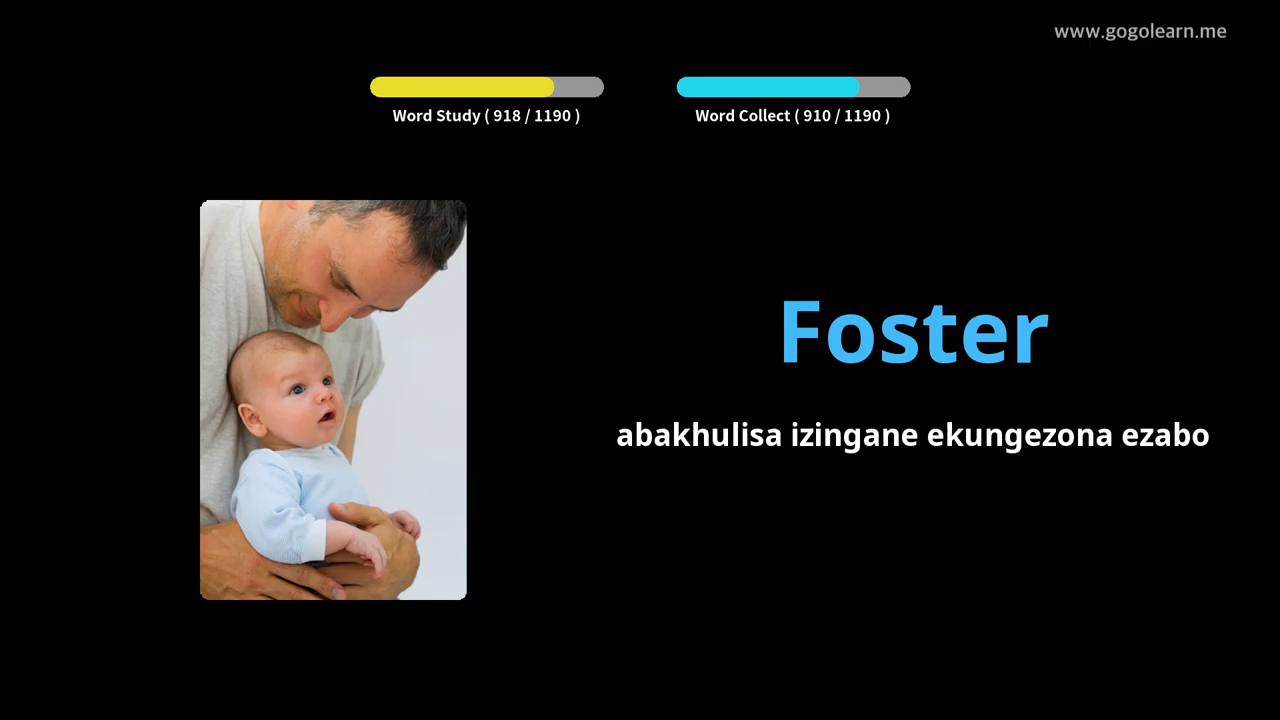 www.gogolearn.me
Word Study ( 918 / 1190 )
Word Collect ( 910 / 1190 )
Foster
abakhulisa izingane ekungezona ezabo